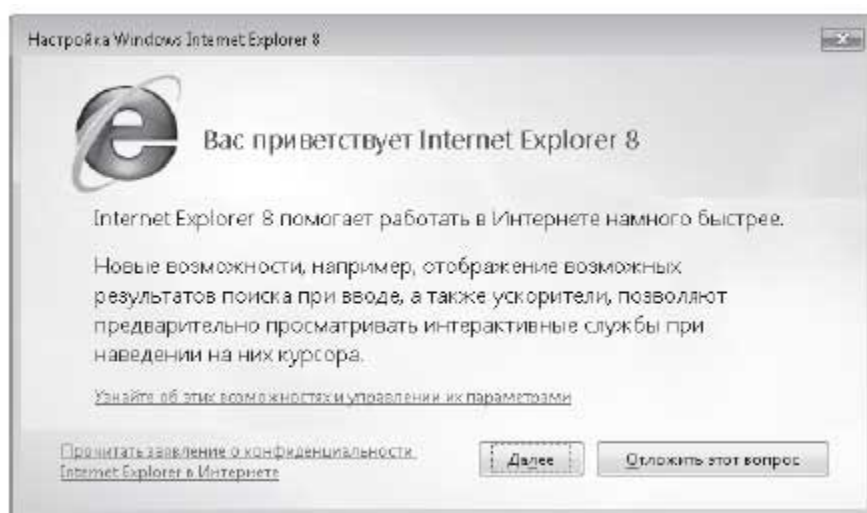 Настройка Windows Internet Explorer 8
Вас приветствует Internet Explorer 8
Internet Explorer 8 помогает работать в Интернете намного быстрее.
Новые возможности, например, отображение возможных
результатов поиска при вводе, а также ускорители, позволяют
предварительно просматривать интерактивные службы при
наведении на них курсора.
Узнайте об этих возможностях и управлении их параметрами
Прочитать заявление о конфиденциальности
Internet Explorer в Интернете
Далее
Отложить этот вопрос